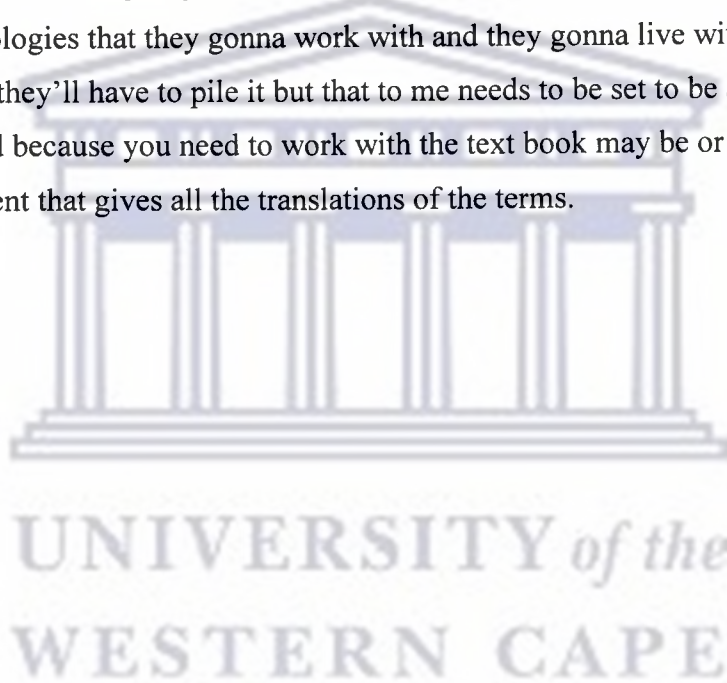 ologies that they gonna work with and they gonna live wi
they'll have to pile it but that to me needs to be set to be
because you need to work with the text book may be or
ent that gives all the translations of the terms.
UNIVERSITY of the
WESTERN CAPE